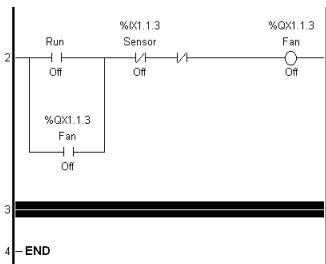 %IX1.1.3 %QX1.1.3
Run Sensor Fan
2
Off Off Off
%QX1.1.3
Fan
Off
3
4 END